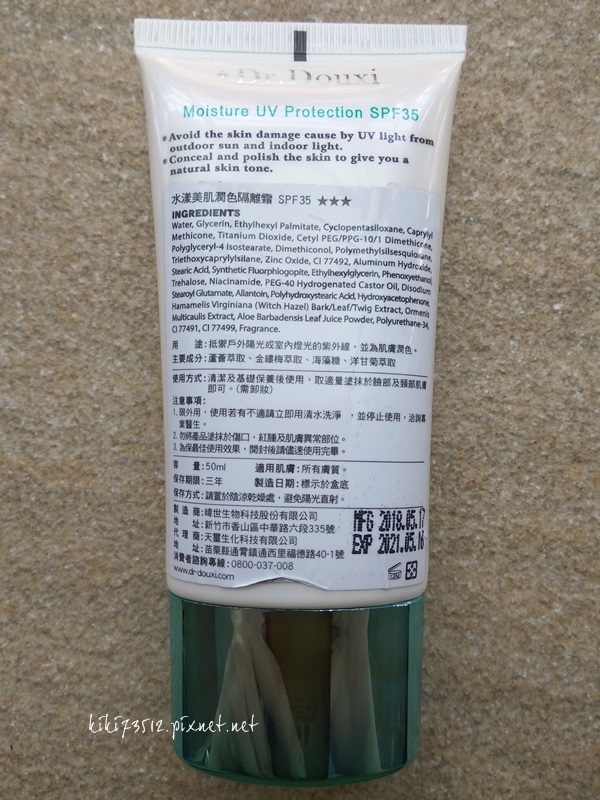 Dr. Douxi
Moisture UV Protection SPF35
*Avoid the skin damage cause by UV light from
outdoor sun and indoor light.
*Conceal and polish the skin to give you a
natural skin tone.
水漾美肌潤色隔離霜 SPF35 ★★★
INGREDIENTS
Water, Glycerin, Ethylhexyl Palmitate, Cyclopentasiloxane, Caprylyl
Methicone, Titanium Dioxide, Cetyl PEG/PPG-10/1 Dimethicone,
Polyglyceryl-4 Isostearate, Dimethiconol, Polymethylsilsesquioxane,
Triethoxycaprylylsilane, Zinc Oxide, CI 77492, Aluminum Hydroxide,
Stearic Acid, Synthetic Fluorphlogopite, Ethylhexylglycerin, Phenoxyethanol,
Trehalose, Niacinamide, PEG-40 Hydrogenated Castor Oil, Disodium
Stearoyl Glutamate, Allantoin, Polyhydroxystearic Acid, Hydroxyacetophenone,
Hamamelis Virginiana (Witch Hazel) Bark/Leaf/Twig Extract, Ormenis
Multicaulis Extract, Aloe Barbadensis Leaf Juice Powder, Polyurethane-34,
CI 77491, CI 77499, Fragrance.
用 途:抵禦戶外陽光或室內燈光的紫外線,並為肌膚潤色。
主要成分:蘆薈萃取、金縷梅萃取、海藻糖、洋甘菊萃取
使用方式:清潔及基礎保養後使用,取適量塗抹於臉部及頸部肌膚
即可。(需卸妝)
注意事項:
1.限外用,使用若有不適請立即用清水洗淨 ,並停止使用,洽詢專
業醫生。
2.勿將產品塗抹於傷口,紅腫及肌膚異常部位。
3.為保最佳使用效果,開封後請儘速使用完畢。
容 量:50ml 適用肌膚:所有膚質。
保存期限:三年 製造日期:標示於盒底
保存方式:請置於陰涼乾燥處,避免陽光直射。
製 造 商:暐世生物科技股份有限公司
地 址:新竹市香山區中華路六段335號
代 理 商:天璽生化科技有限公司
地 址:苗栗縣通霄鎮通西里福德路40-1號
消費者諮詢專線:0800-037-008
www.dr-douxi.com
MFG 2018.05.17
EXP 2021.05.16
12M
kiki73512.pixnet.net